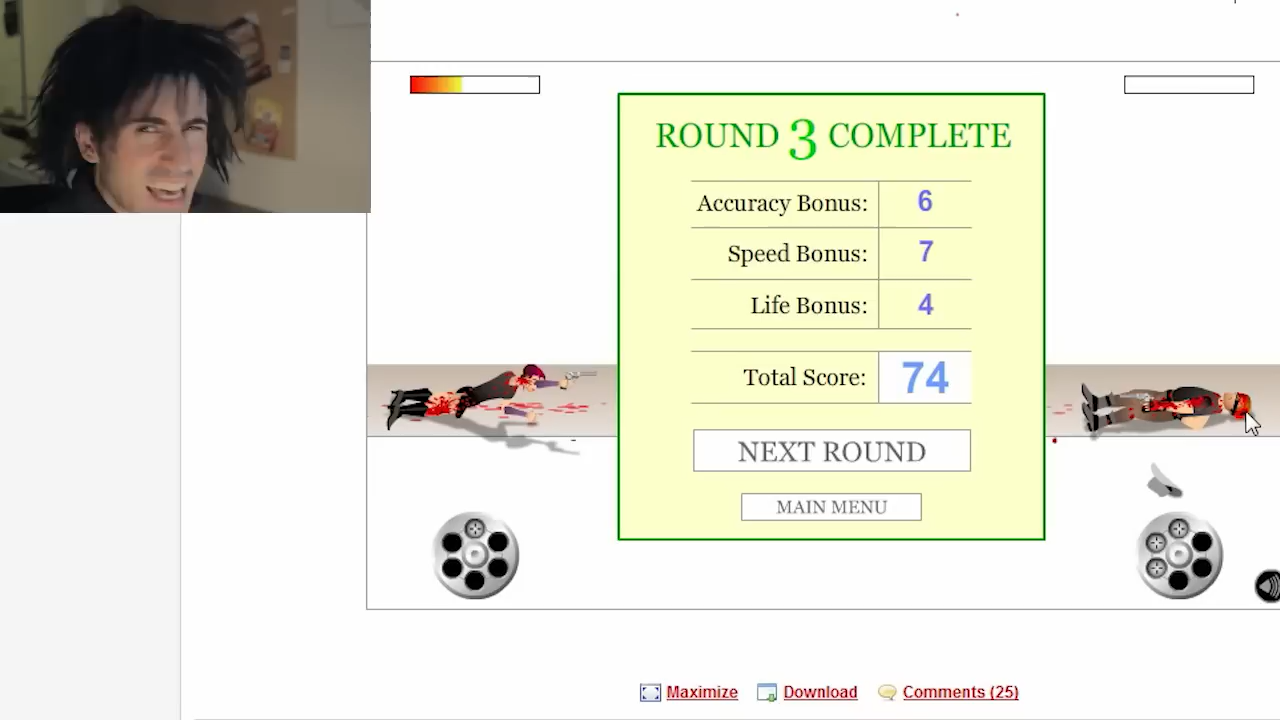 ROUND 3 COMPLETE
Accuracy Bonus: 6
Speed Bonus: 7
Life Bonus: 4
Total Score: 74
NEXT ROUND
MAIN MENU
Maximize Download Comments (25)